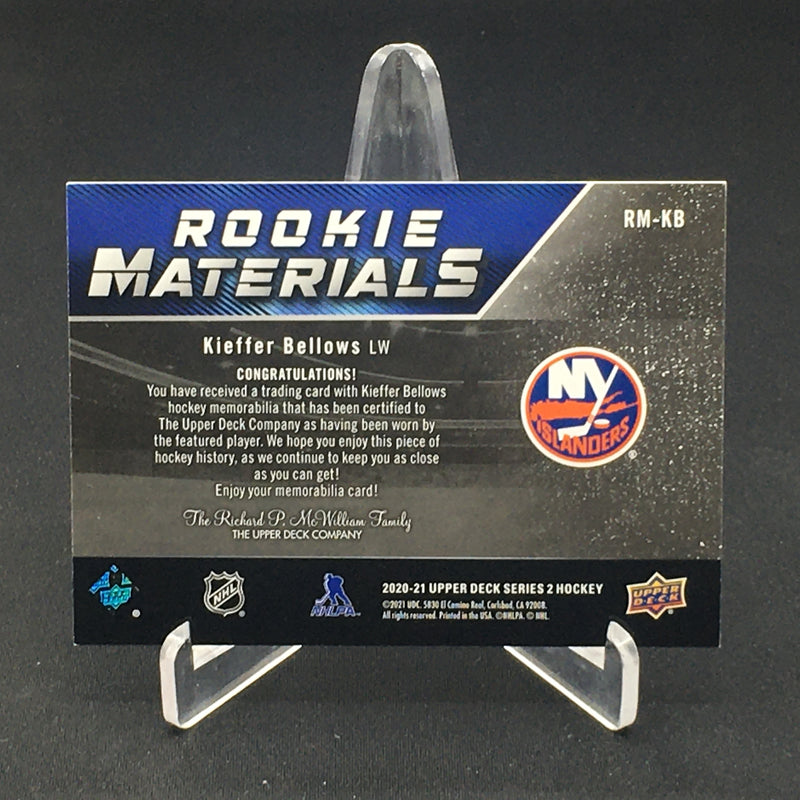 ROOKIE
MATERIALS
RM-KB
Kieffer Bellows LW
CONGRATULATIONS!
You have received a trading card with Kieffer Bellows
hockey memorabilia that has been certified to
The Upper Deck Company as having been worn by
the featured player. We hope you enjoy this piece of
hockey history, as we continue to keep you as close
as you can get!
Enjoy your memorabilia card!
The Richard P. McWilliam Family
THE UPPER DECK COMPANY
NY
ISLANDERS
®
®
NHL
®
NHLPA
2020-21 UPPER DECK SERIES 2 HOCKEY
©2021 UDC. 5830 El Camino Real, Carlsbad, CA 92008.
All rights reserved. Printed in the USA. ©NHLPA. © NHL.
UPPER
DECK